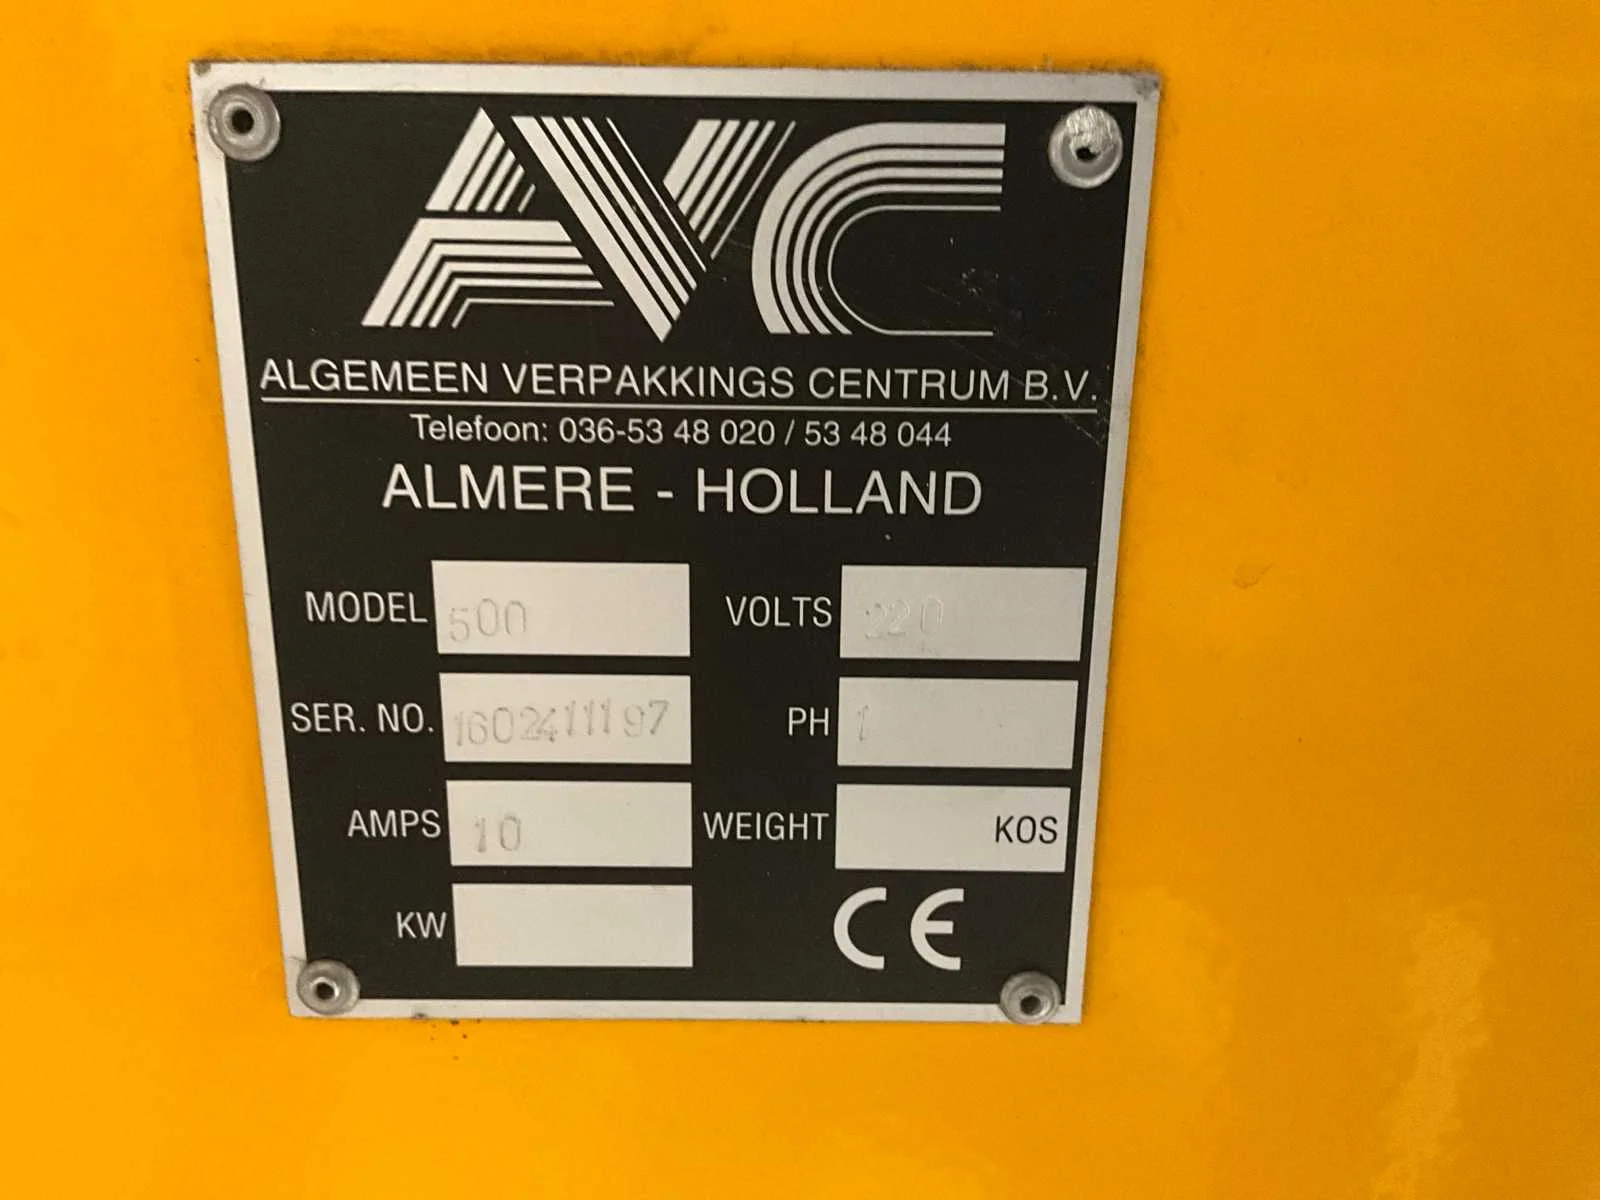 AVC
ALGEMEEN VERPAKKINGS CENTRUM B.V.
Telefoon: 036-53 48 020 / 53 48 044
ALMERE - HOLLAND
MODEL 500
VOLTS 220
SER. NO. 1602411197
PH 1
AMPS 10
WEIGHT KOS
KW
CE